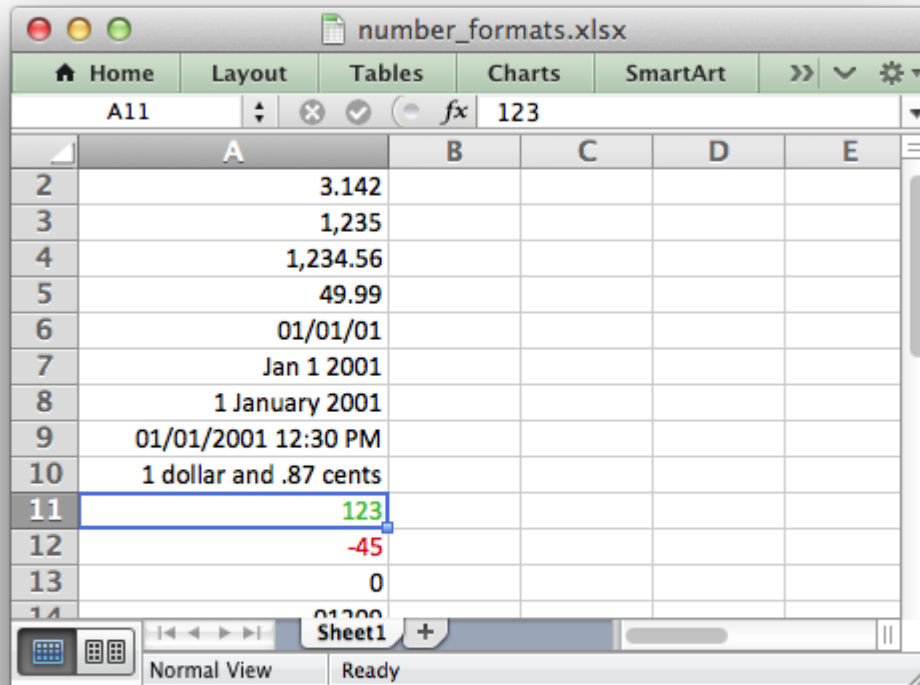 number_formats.xlsx
Home Layout Tables Charts SmartArt
A11 fx 123
A B C D E
2 3.142
3 1,235
4 1,234.56
5 49.99
6 01/01/01
7 Jan 1 2001
8 1 January 2001
9 01/01/2001 12:30 PM
10 1 dollar and .87 cents
11 123
12 -45
13 0
14
Sheet1
Normal View Ready